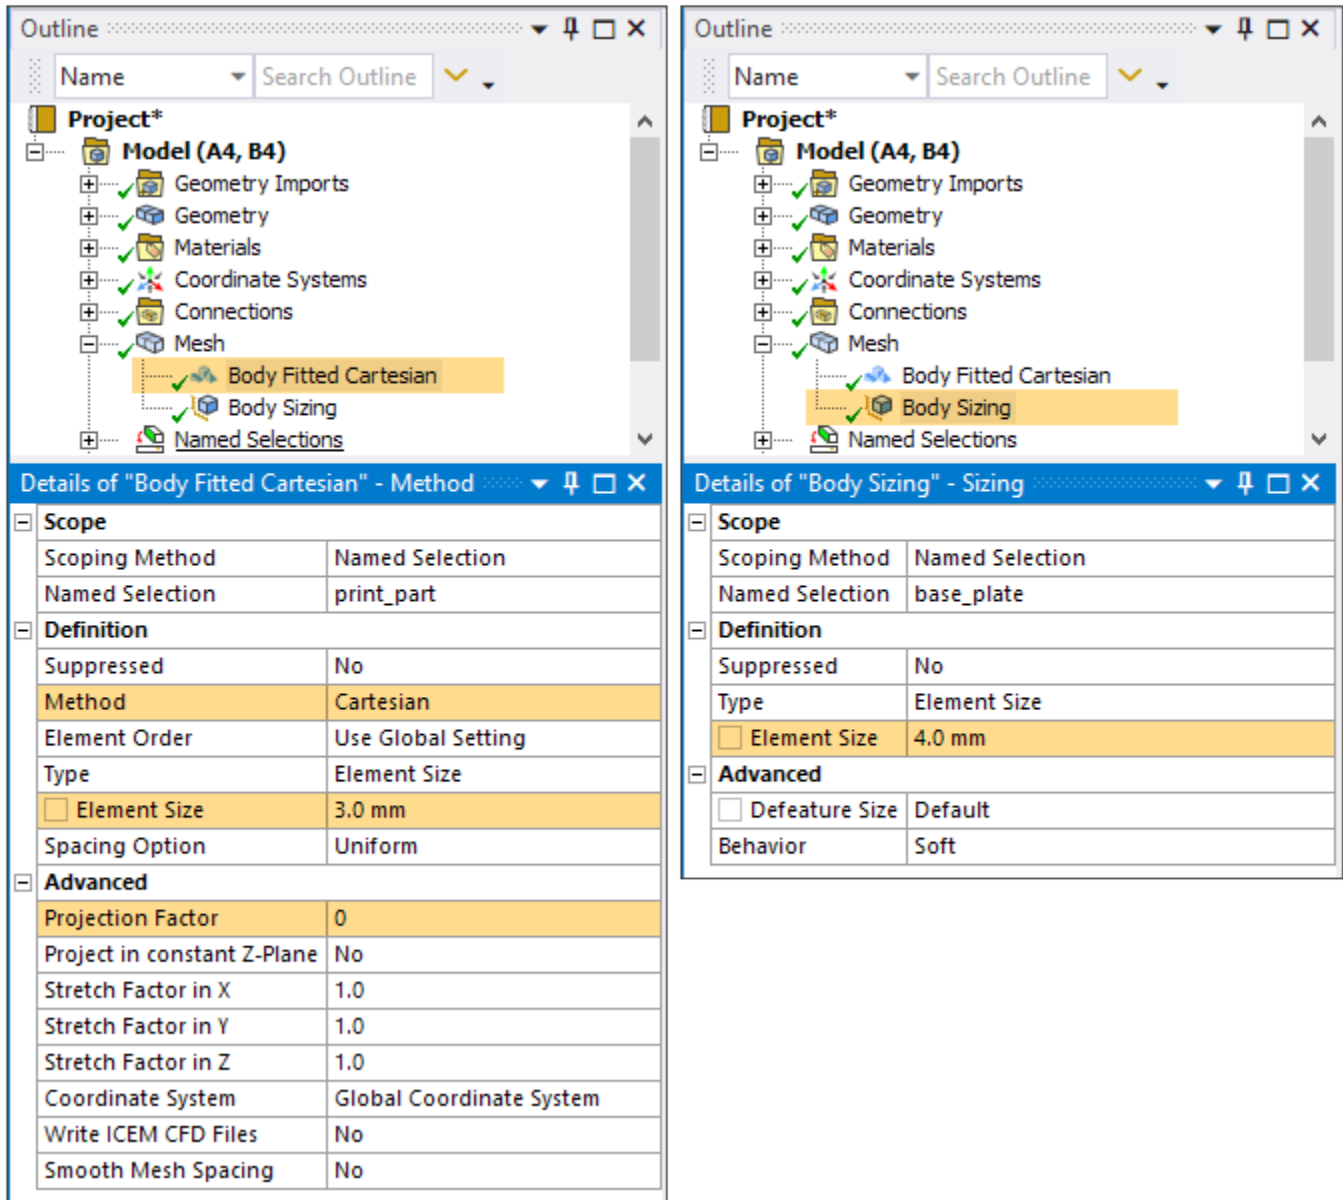 Outline
Name Search Outline
Project*
Model (A4, B4)
Geometry Imports
Geometry
Materials
Coordinate Systems
Connections
Mesh
Body Fitted Cartesian
Body Sizing
Named Selections
Details of "Body Fitted Cartesian" - Method
Scope
Scoping Method Named Selection
Named Selection print_part
Definition
Suppressed No
Method Cartesian
Element Order Use Global Setting
Type Element Size
Element Size 3.0 mm
Spacing Option Uniform
Advanced
Projection Factor 0
Project in constant Z-Plane No
Stretch Factor in X 1.0
Stretch Factor in Y 1.0
Stretch Factor in Z 1.0
Coordinate System Global Coordinate System
Write ICEM CFD Files No
Smooth Mesh Spacing No
Outline
Name Search Outline
Project*
Model (A4, B4)
Geometry Imports
Geometry
Materials
Coordinate Systems
Connections
Mesh
Body Fitted Cartesian
Body Sizing
Named Selections
Details of "Body Sizing" - Sizing
Scope
Scoping Method Named Selection
Named Selection base_plate
Definition
Suppressed No
Type Element Size
Element Size 4.0 mm
Advanced
Defeature Size Default
Behavior Soft